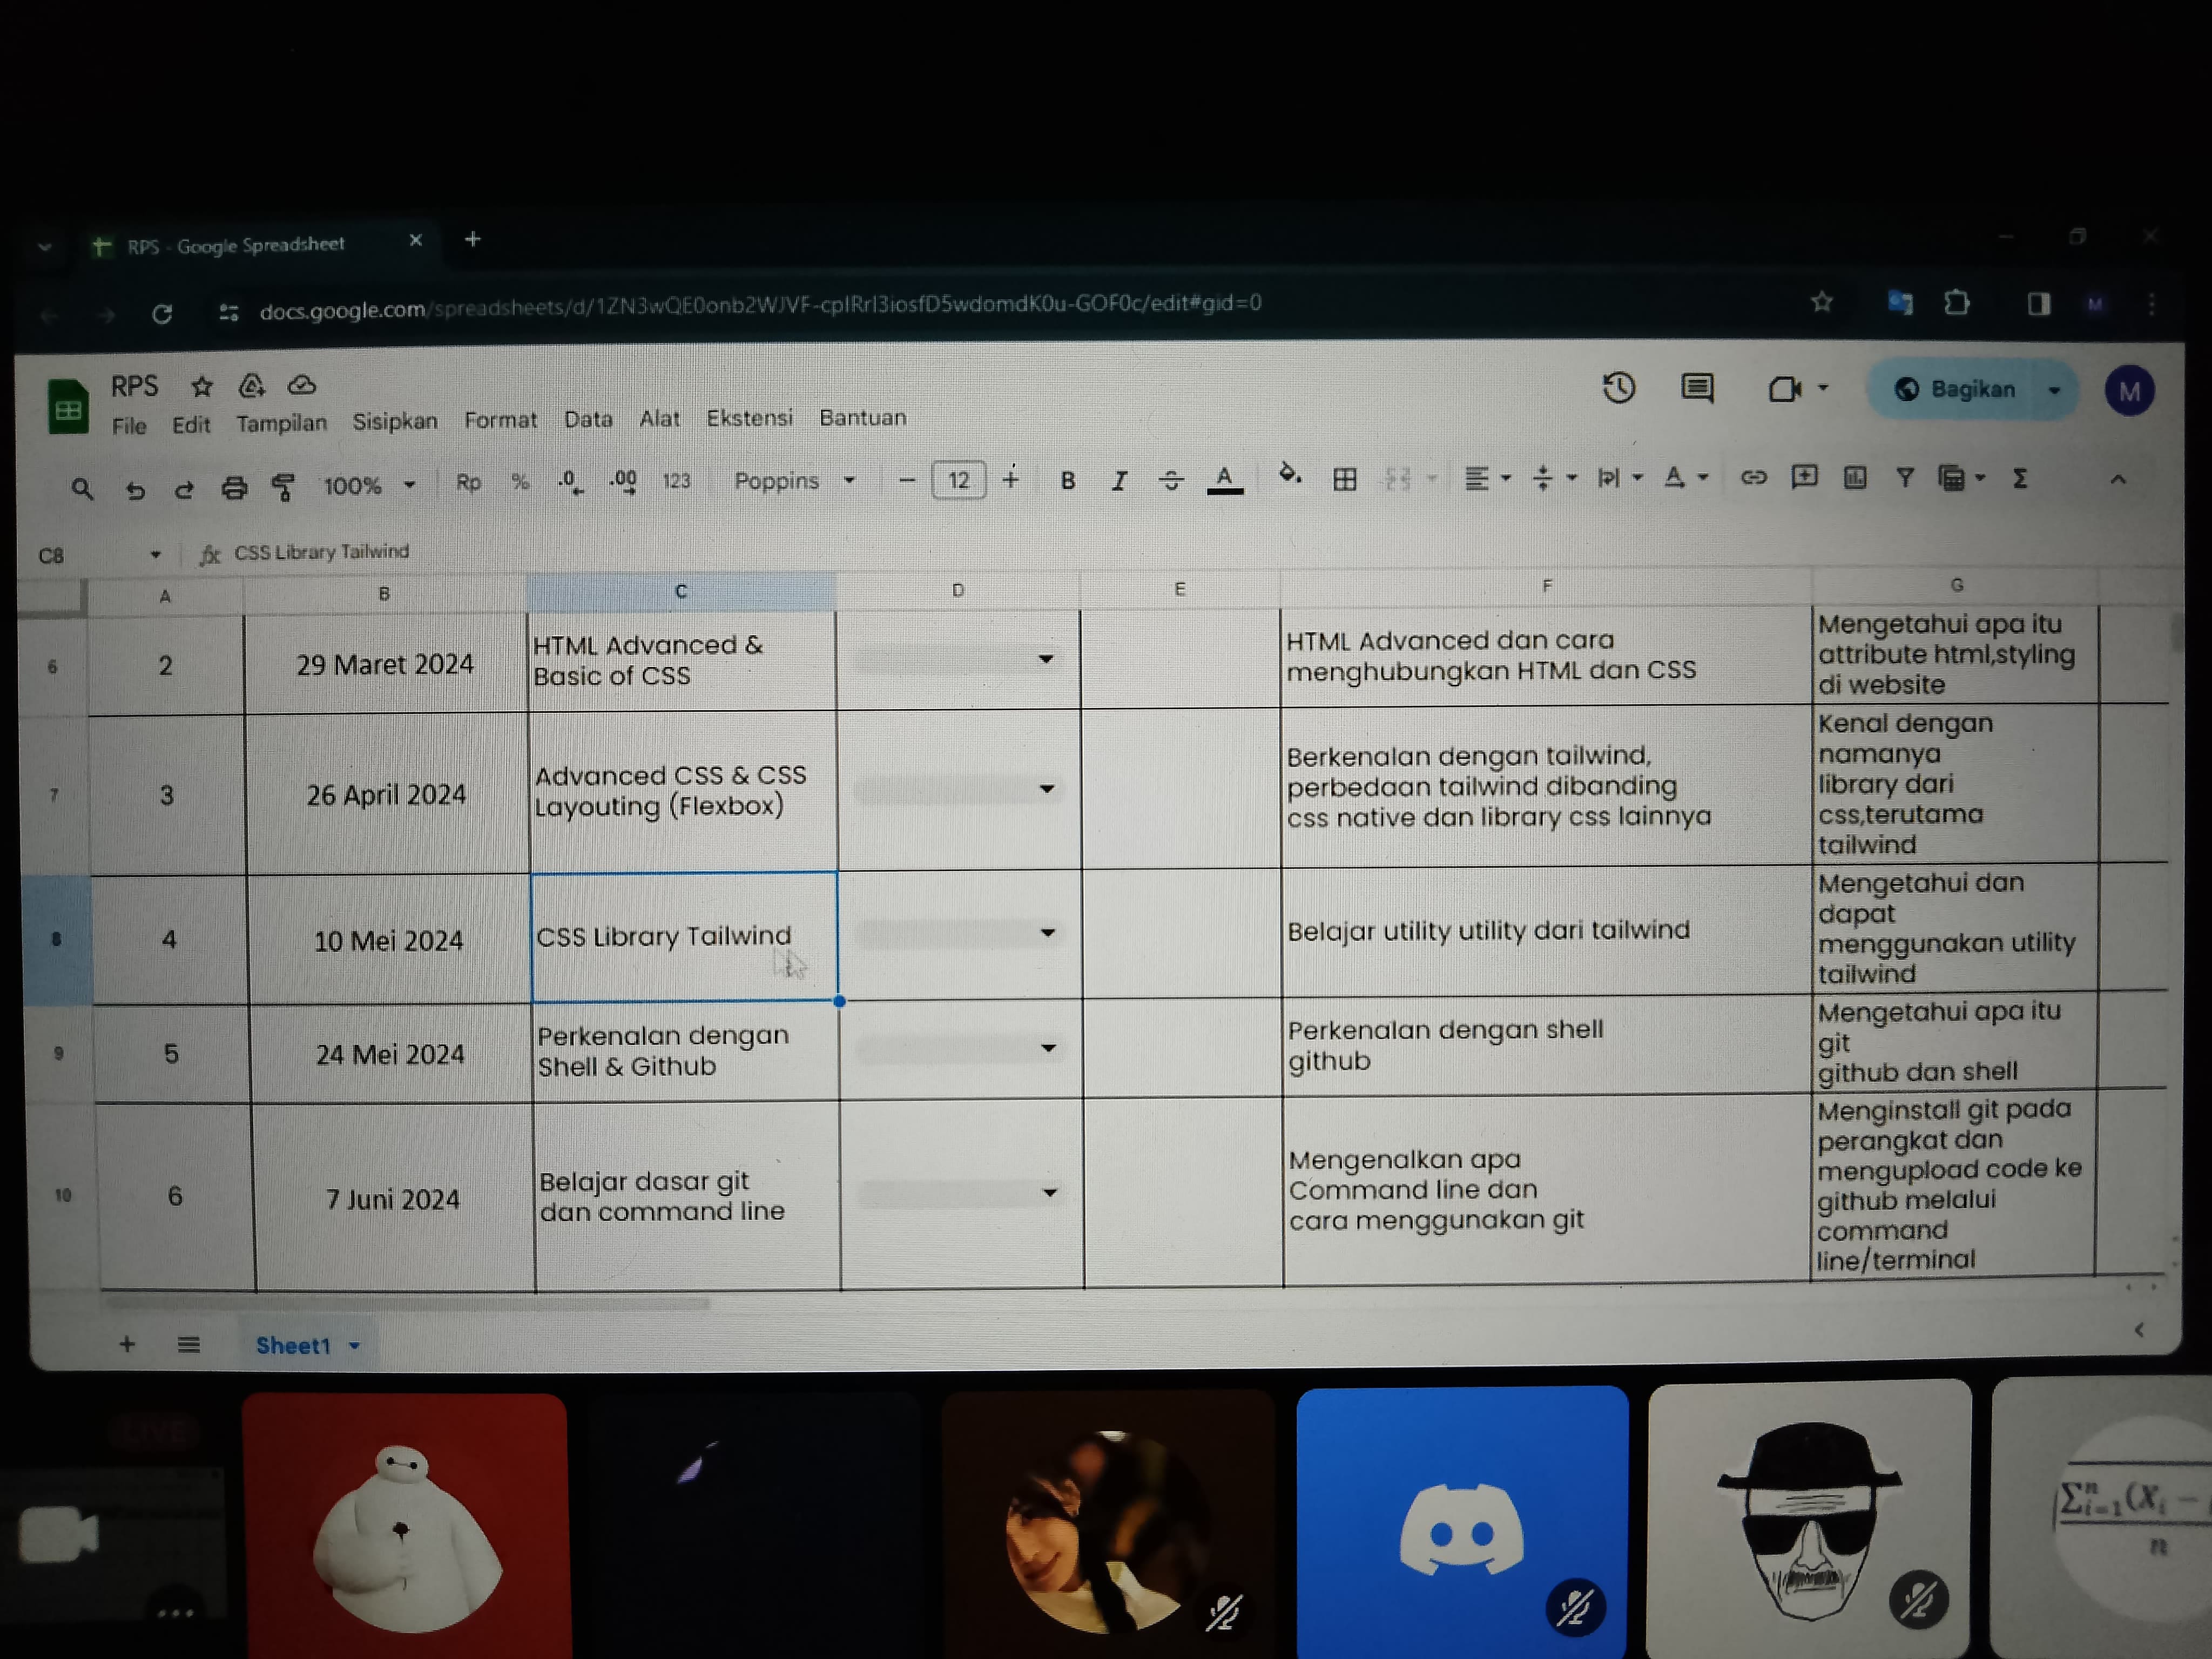 RPS - Google Spreadsheet
docs.google.com/spreadsheets/d/1ZN3wQE0onb2WJVF-cpIRrI3iosfD5wdomdK0u-GOF0c/edit#gid=0
M
RPS
Bagikan
M
File Edit Tampilan Sisipkan Format Data Alat Ekstensi Bantuan
100% Rp % .0 .00 123 Poppins 12 B I S A
C8 fx CSS Library Tailwind
A B C D E F G
6
2
29 Maret 2024
HTML Advanced &
Basic of CSS
HTML Advanced dan cara
menghubungkan HTML dan CSS
Mengetahui apa itu
attribute html,styling
di website
7
3
26 April 2024
Advanced CSS & CSS
Layouting (Flexbox)
Berkenalan dengan tailwind,
perbedaan tailwind dibanding
css native dan library css lainnya
Kenal dengan
namanya
library dari
css,terutama
tailwind
8
4
10 Mei 2024
CSS Library Tailwind
Belajar utility utility dari tailwind
Mengetahui dan
dapat
menggunakan utility
tailwind
9
5
24 Mei 2024
Perkenalan dengan
Shell & Github
Perkenalan dengan shell
github
Mengetahui apa itu
git
github dan shell
10
6
7 Juni 2024
Belajar dasar git
dan command line
Mengenalkan apa
Command line dan
cara menggunakan git
Menginstall git pada
perangkat dan
mengupload code ke
github melalui
command
line/terminal
Sheet1
LIVE
∑ⁿᵢ₌₁(Xᵢ −
n